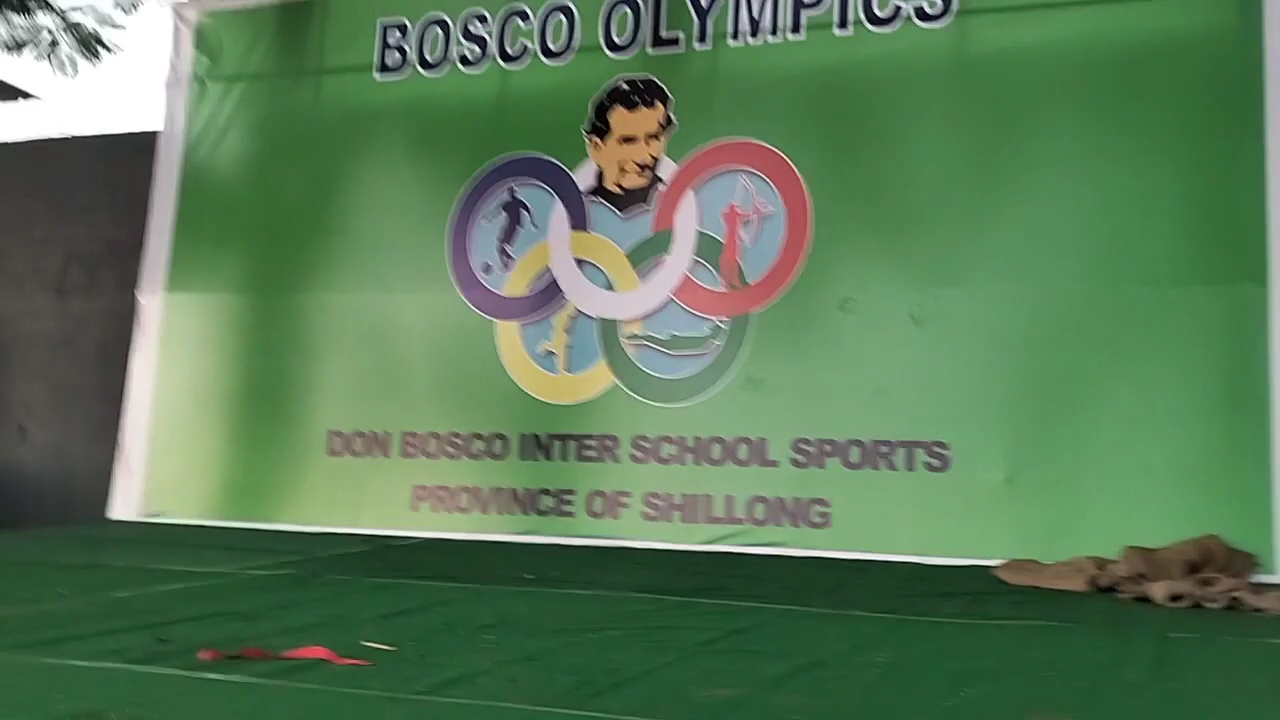 BOSCO OLYMPICS
DON BOSCO INTER SCHOOL SPORTS
PROVINCE OF SHILLONG